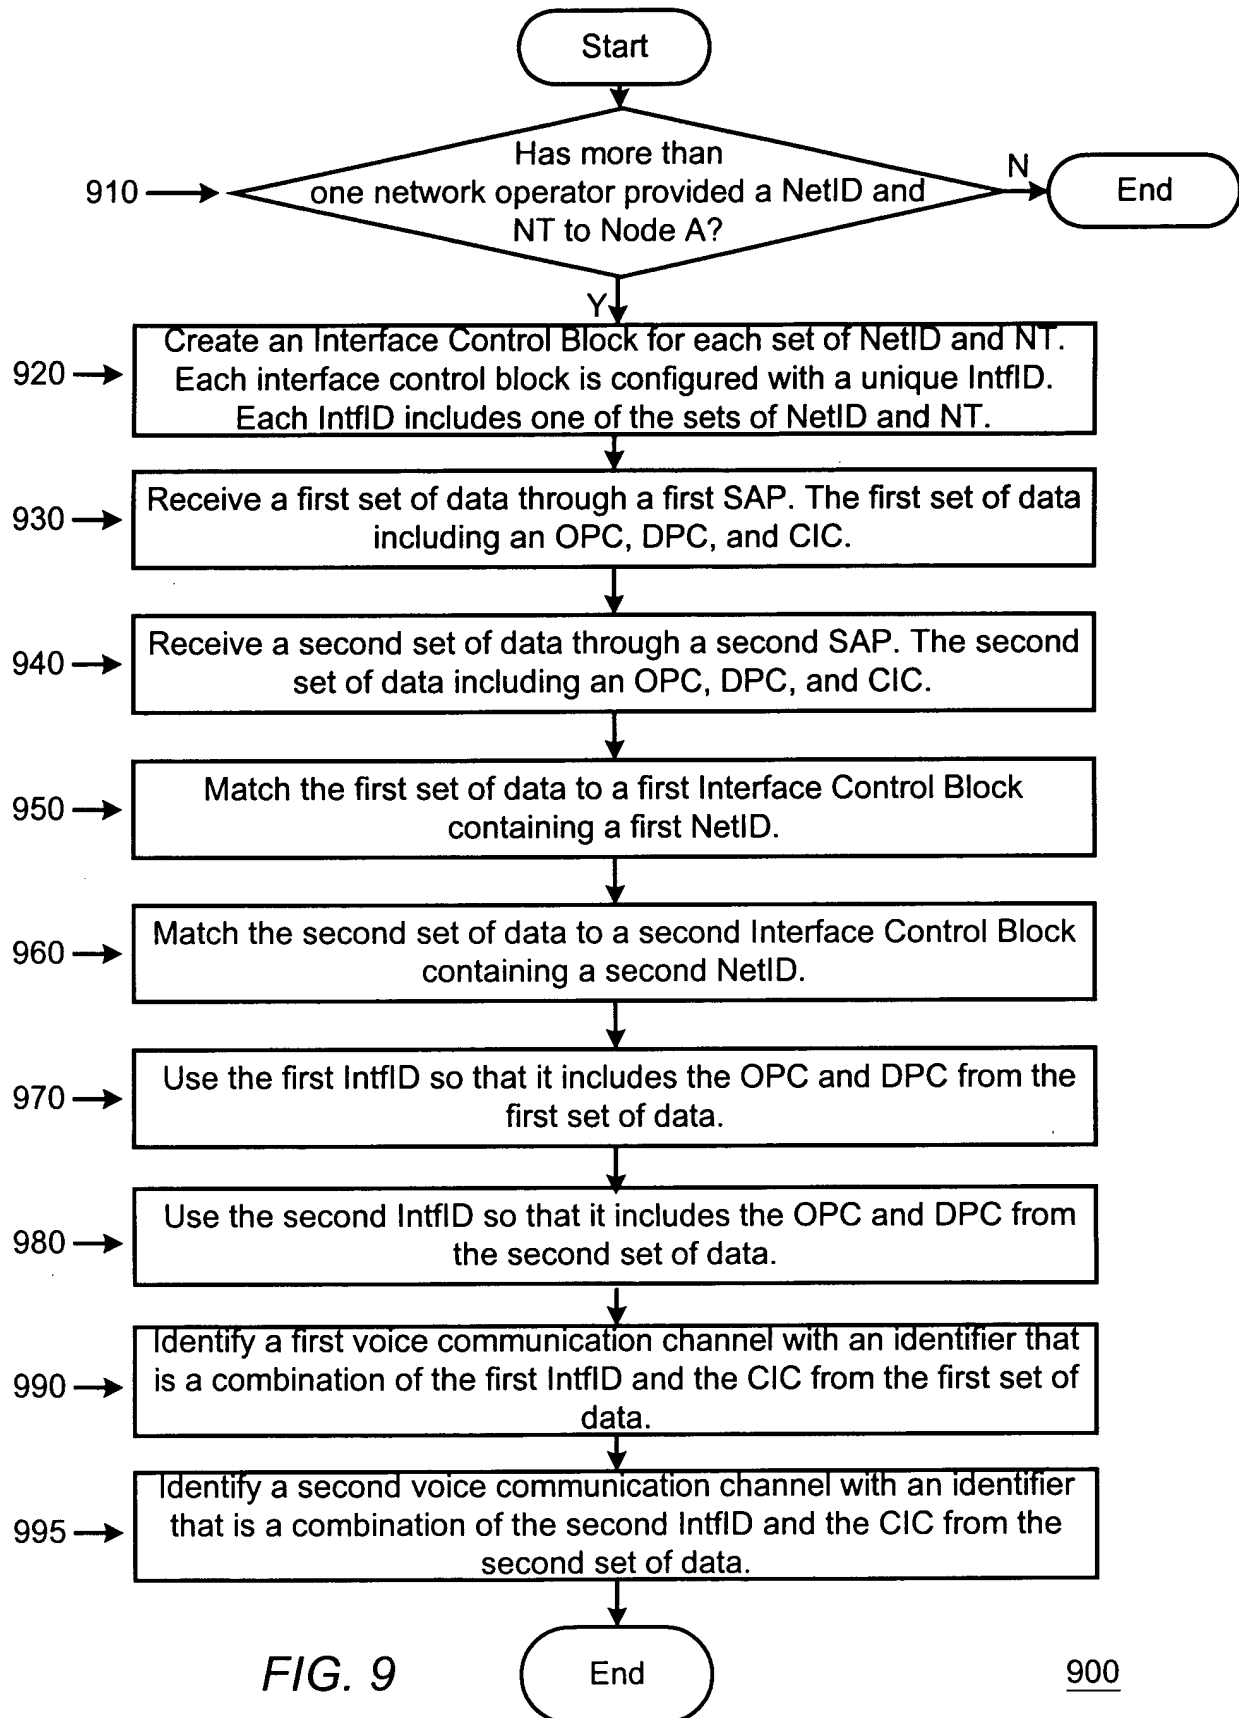 Start
Has more than
one network operator provided a NetID and
NT to Node A?
910
N
End
Y
Create an Interface Control Block for each set of NetID and NT.
Each interface control block is configured with a unique IntfID.
Each IntfID includes one of the sets of NetID and NT.
920
Receive a first set of data through a first SAP. The first set of data
including an OPC, DPC, and CIC.
930
Receive a second set of data through a second SAP. The second
set of data including an OPC, DPC, and CIC.
940
Match the first set of data to a first Interface Control Block
containing a first NetID.
950
Match the second set of data to a second Interface Control Block
containing a second NetID.
960
Use the first IntfID so that it includes the OPC and DPC from the
first set of data.
970
Use the second IntfID so that it includes the OPC and DPC from
the second set of data.
980
Identify a first voice communication channel with an identifier that
is a combination of the first IntfID and the CIC from the first set of
data.
990
Identify a second voice communication channel with an identifier
that is a combination of the second IntfID and the CIC from the
second set of data.
995
End
FIG. 9
900